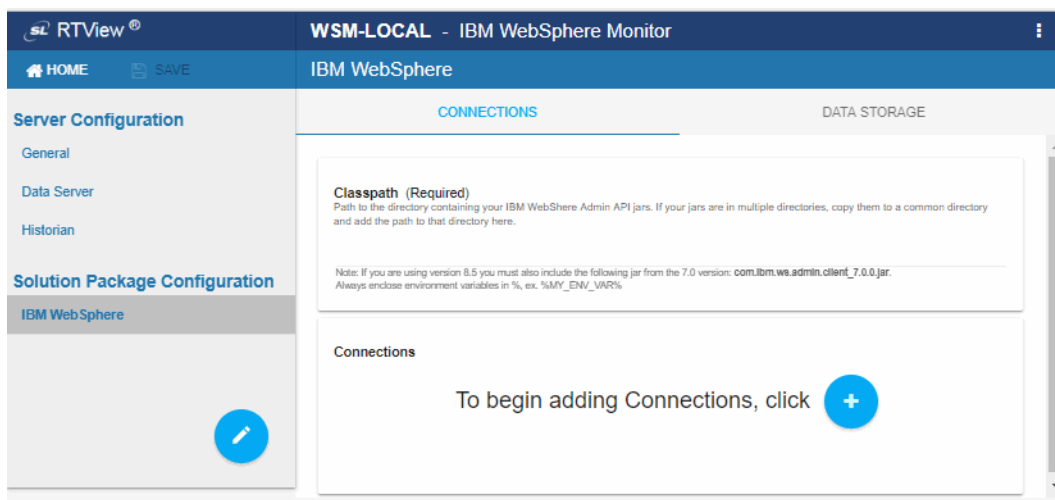 SL RTView ®
WSM-LOCAL - IBM WebSphere Monitor
HOME
SAVE
IBM WebSphere
Server Configuration
General
Data Server
Historian
Solution Package Configuration
IBM WebSphere
CONNECTIONS
DATA STORAGE
Classpath (Required)
Path to the directory containing your IBM WebShere Admin API jars. If your jars are in multiple directories, copy them to a common directory
and add the path to that directory here.
Note: If you are using version 8.5 you must also include the following jar from the 7.0 version: com.ibm.ws.admin.client_7.0.0.jar.
Always enclose environment variables in %, ex. %MY_ENV_VAR%
Connections
To begin adding Connections, click +